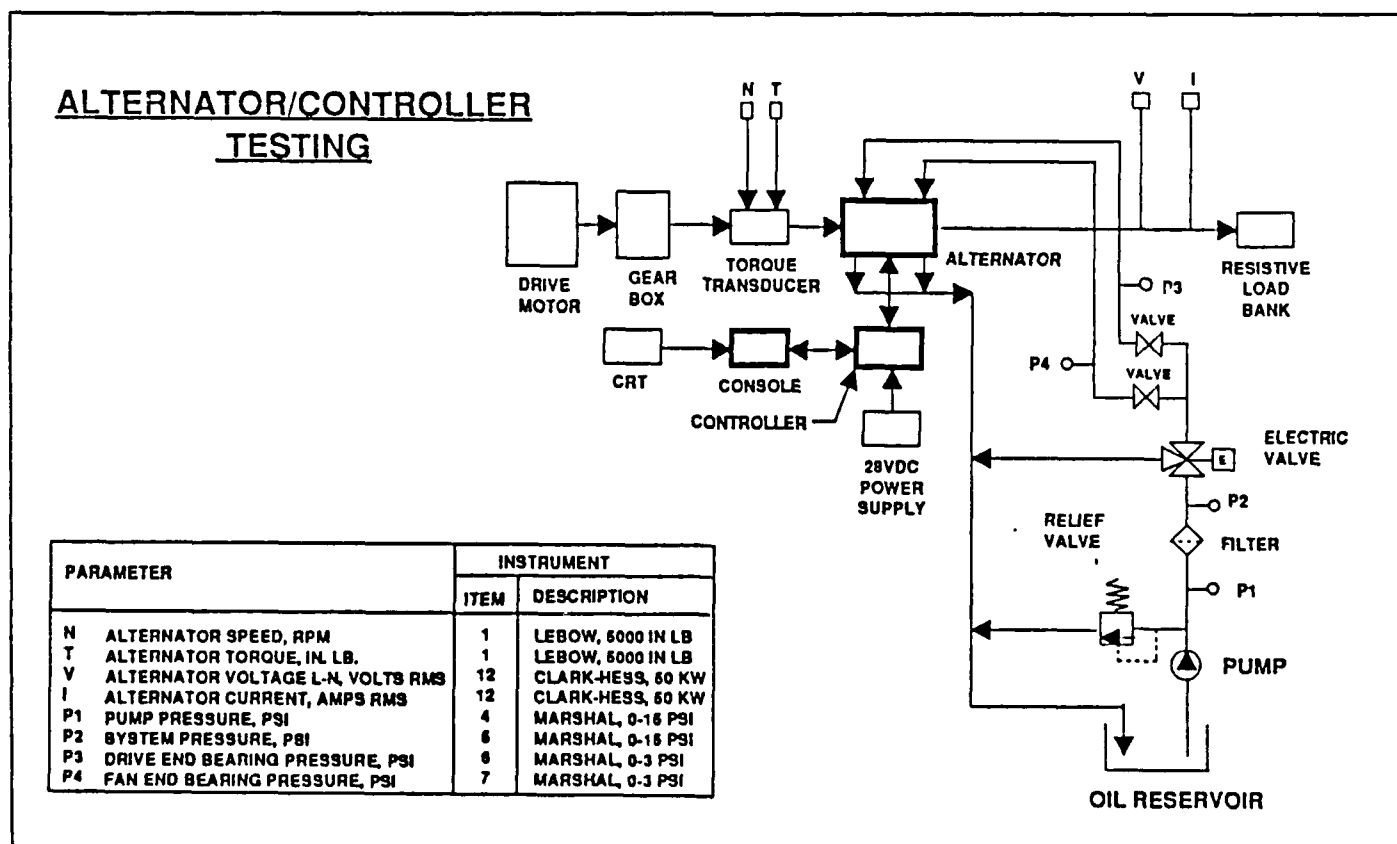 ALTERNATOR/CONTROLLER
TESTING
N T
V I
DRIVE
MOTOR
GEAR
BOX
TORQUE
TRANSDUCER
ALTERNATOR
RESISTIVE
LOAD
BANK
P3
VALVE
P4
VALVE
CRT
CONSOLE
CONTROLLER
28VDC
POWER
SUPPLY
ELECTRIC
VALVE
E
P2
RELIEF
VALVE
FILTER
P1
PUMP
OIL RESERVOIR
PARAMETER INSTRUMENT
ITEM DESCRIPTION
N ALTERNATOR SPEED, RPM 1 LEBOW, 5000 IN LB
T ALTERNATOR TORQUE, IN. LB. 1 LEBOW, 5000 IN LB
V ALTERNATOR VOLTAGE L-N, VOLTS RMS 12 CLARK-HESS, 50 KW
I ALTERNATOR CURRENT, AMPS RMS 12 CLARK-HESS, 50 KW
P1 PUMP PRESSURE, PSI 4 MARSHAL, 0-15 PSI
P2 SYSTEM PRESSURE, PSI 5 MARSHAL, 0-15 PSI
P3 DRIVE END BEARING PRESSURE, PSI 6 MARSHAL, 0-3 PSI
P4 FAN END BEARING PRESSURE, PSI 7 MARSHAL, 0-3 PSI